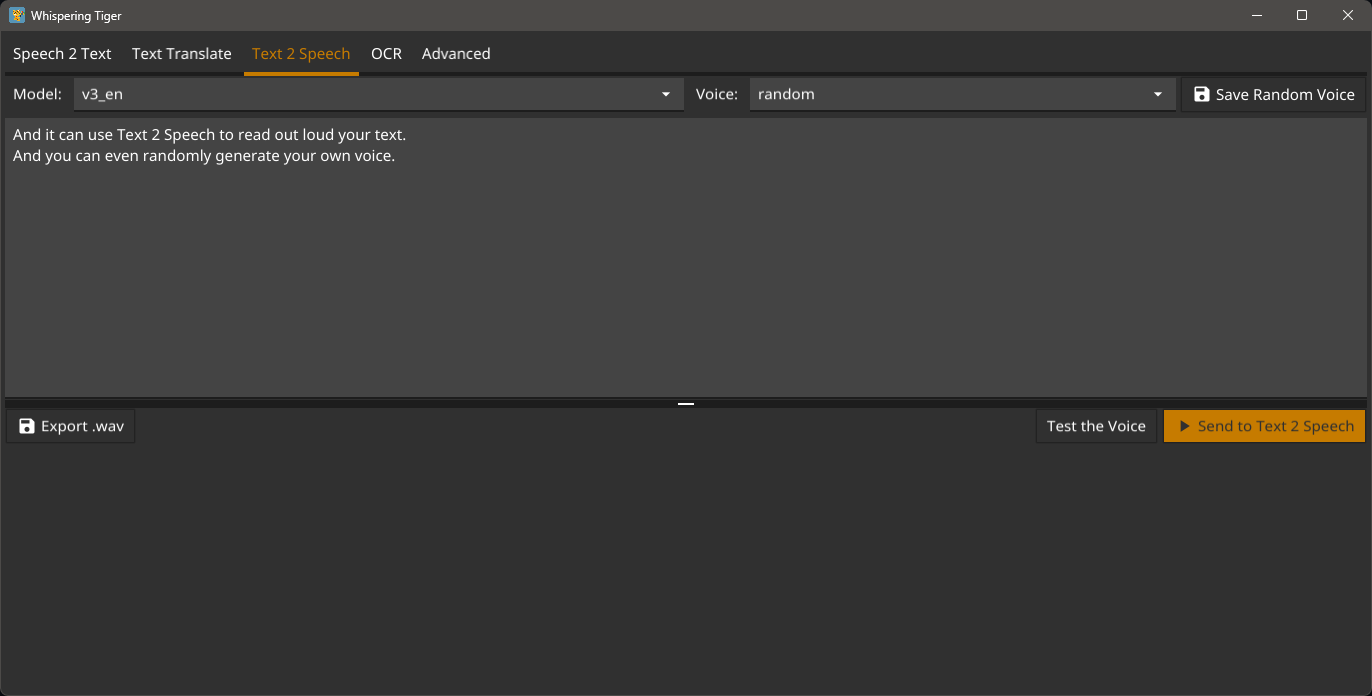 Whispering Tiger
Speech 2 Text Text Translate Text 2 Speech OCR Advanced
Model: v3_en Voice: random Save Random Voice
And it can use Text 2 Speech to read out loud your text.
And you can even randomly generate your own voice.
Export .wav Test the Voice Send to Text 2 Speech